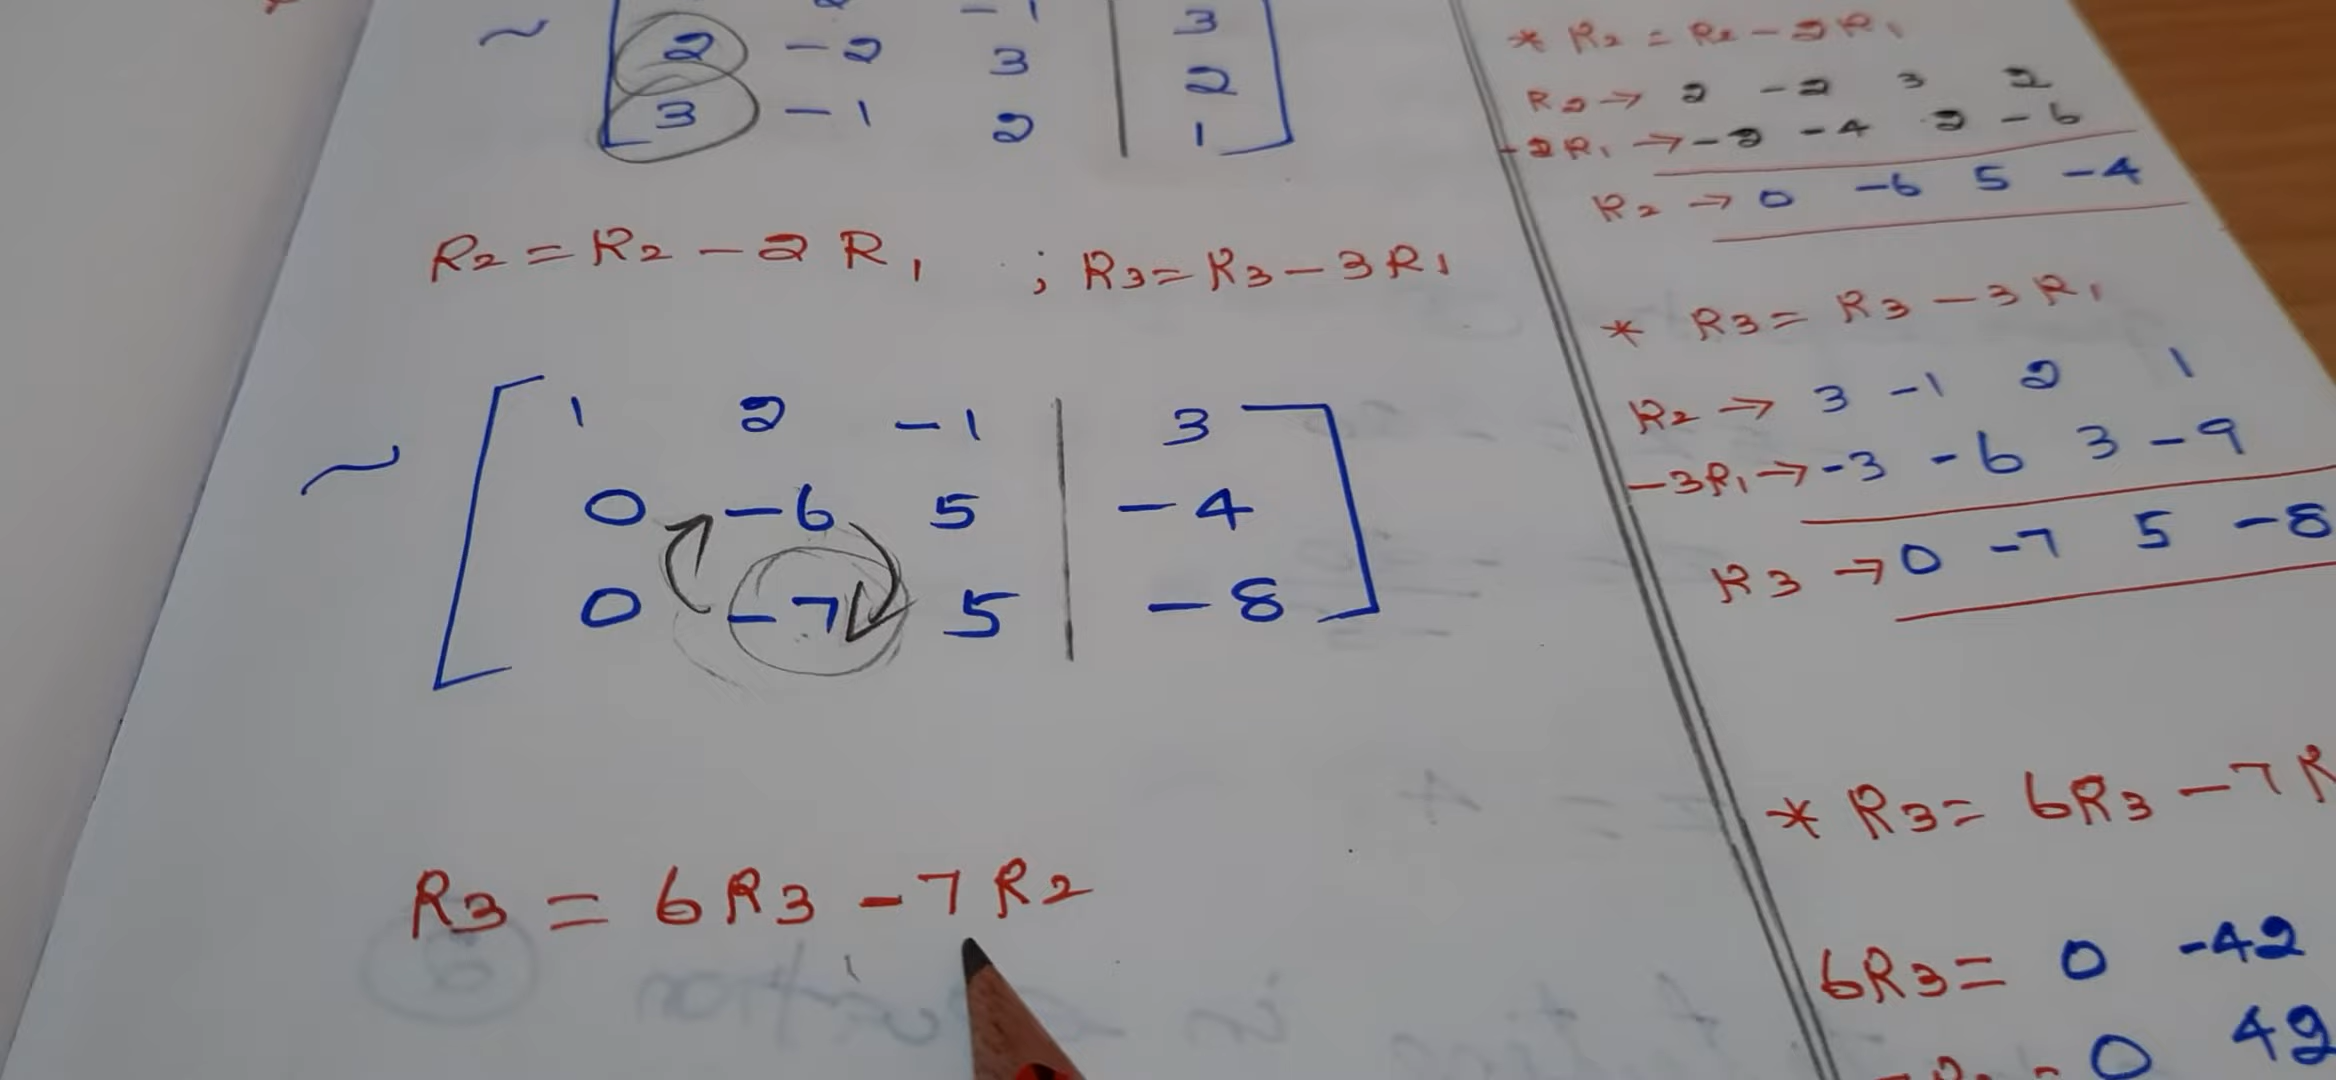 ~ -1 | 3
2 -2 3 | 2
3 -1 2 | 1
R2 = R2 - 2R1 ; R3 = R3 - 3R1
~ 1 2 -1 | 3
0 -6 5 | -4
0 -7 5 | -8
R3 = 6R3 - 7R2
* R2 = R2 - 2R1
R2 → 2 -2 3 2
-2R1 → -2 -4 2 -6
R2 → 0 -6 5 -4
* R3 = R3 - 3R1
R2 → 3 -1 2 1
-3R1 → -3 -6 3 -9
R3 → 0 -7 5 -8
* R3 = 6R3 - 7R
6R3 = 0 -42
0 42